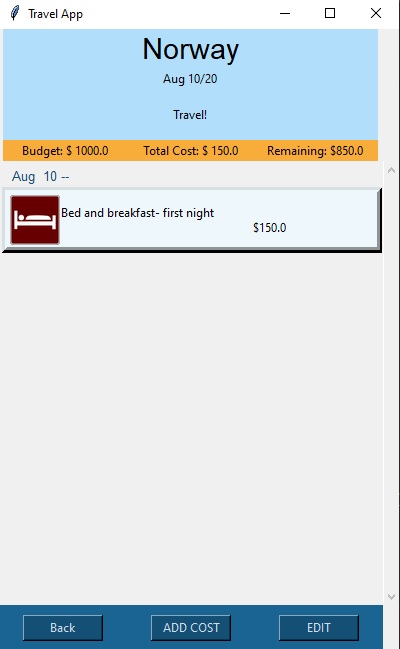 Travel App
Norway
Aug 10/20
Travel!
Budget: $ 1000.0 Total Cost: $ 150.0 Remaining: $850.0
Aug 10 --
Bed and breakfast- first night
$150.0
Back ADD COST EDIT